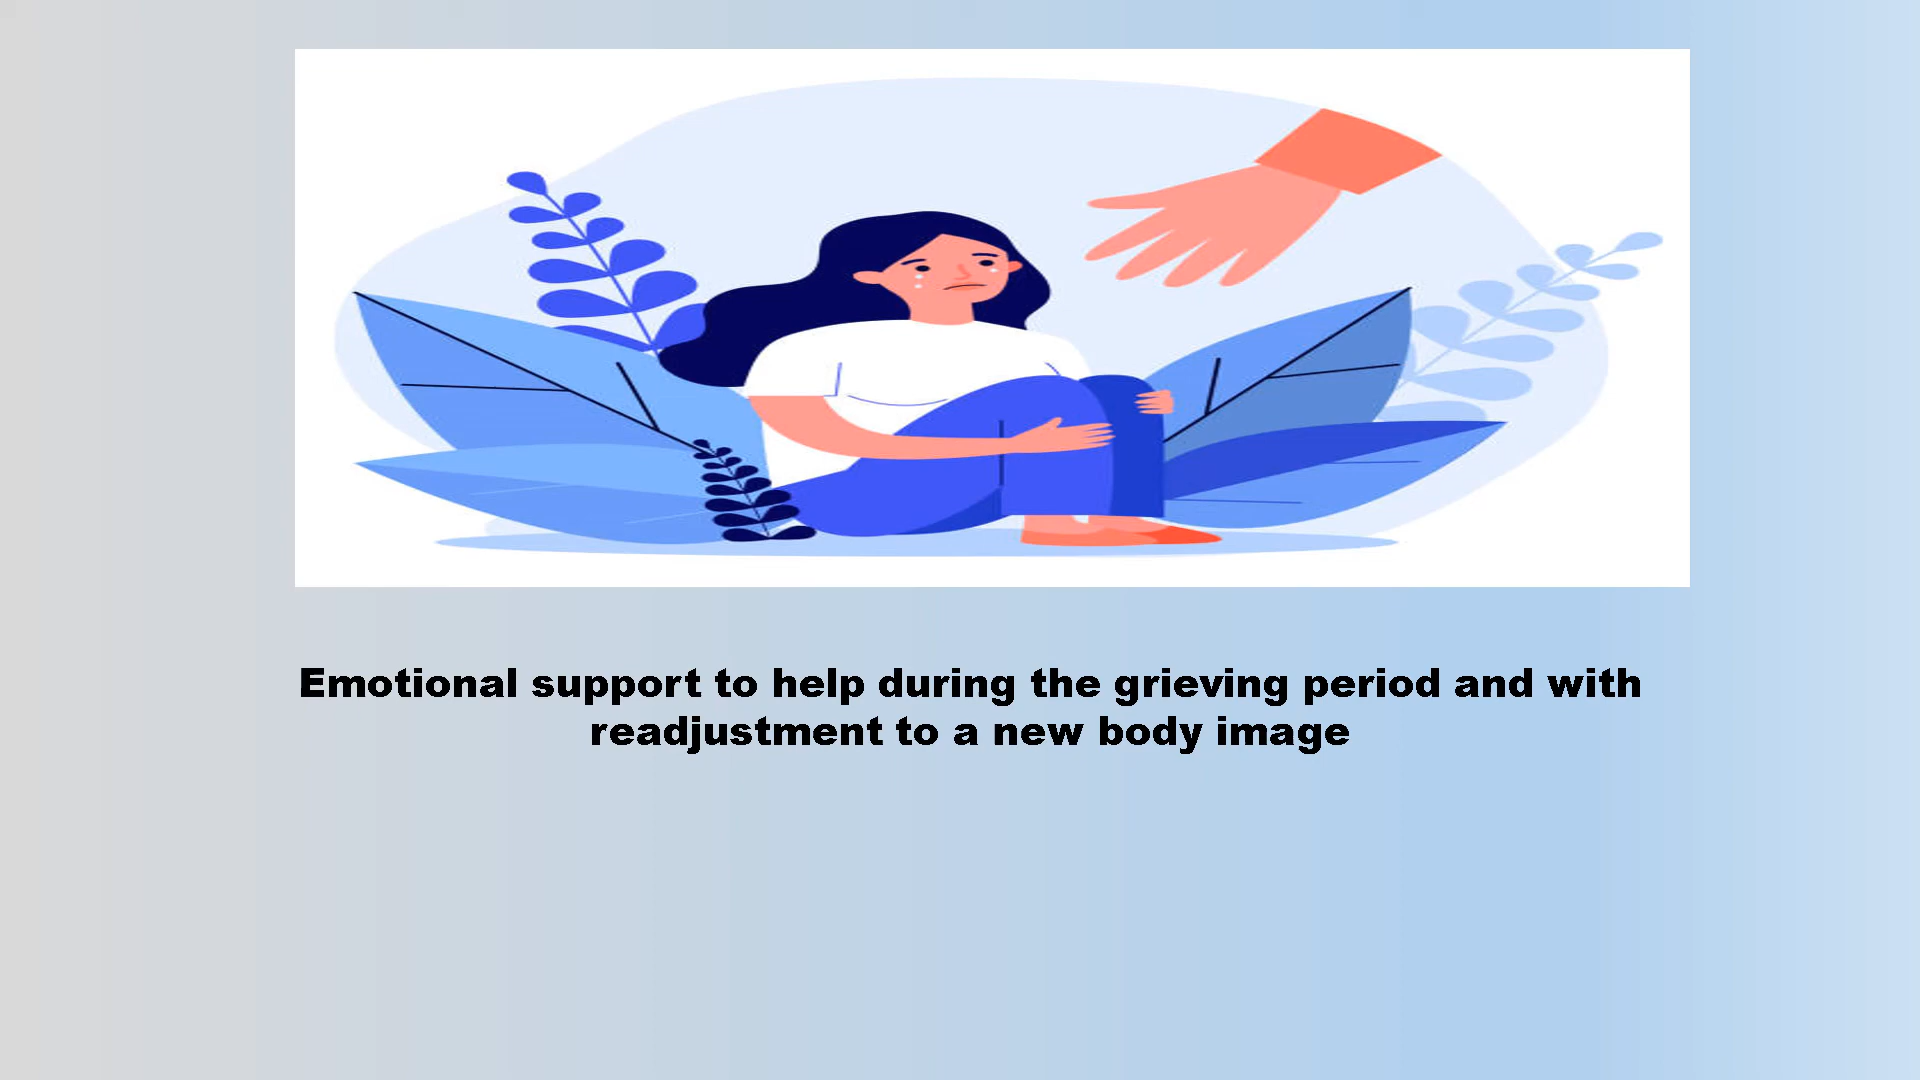 Emotional support to help during the grieving period and with
readjustment to a new body image